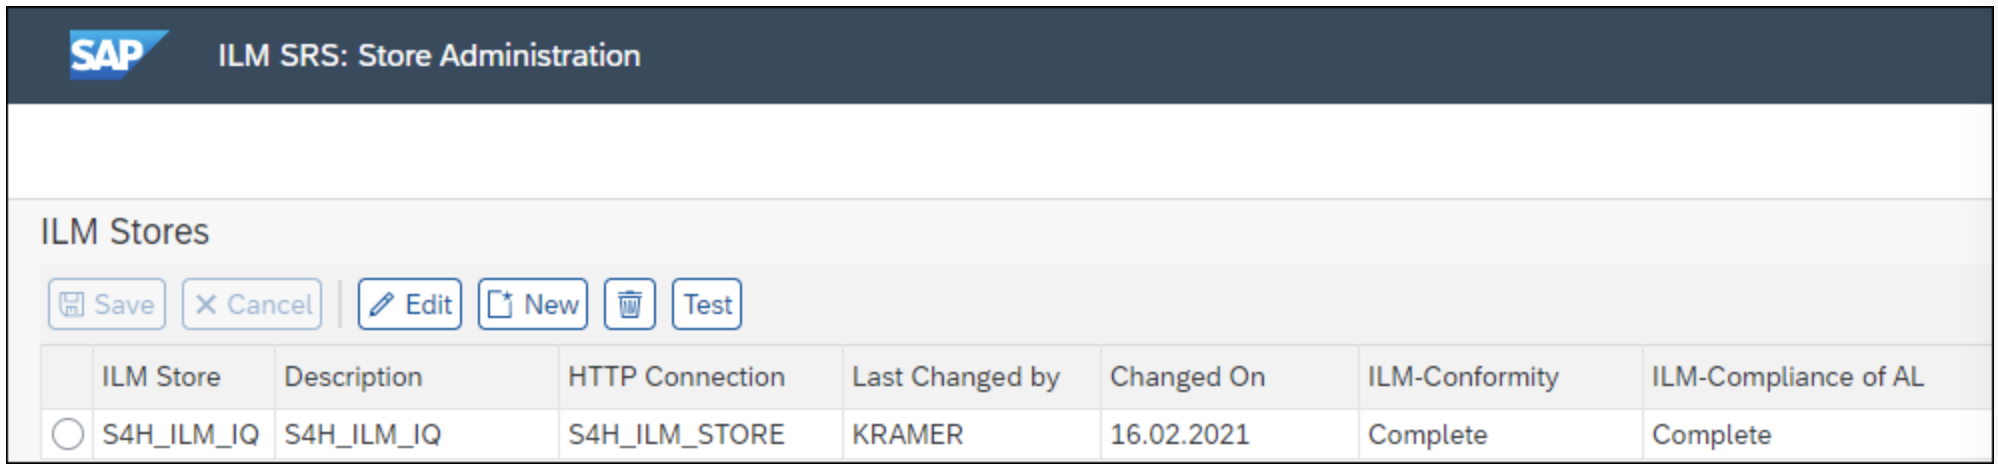 SAP ILM SRS: Store Administration
ILM Stores
Save Cancel Edit New Test
ILM Store Description HTTP Connection Last Changed by Changed On ILM-Conformity ILM-Compliance of AL
S4H_ILM_IQ S4H_ILM_IQ S4H_ILM_STORE KRAMER 16.02.2021 Complete Complete